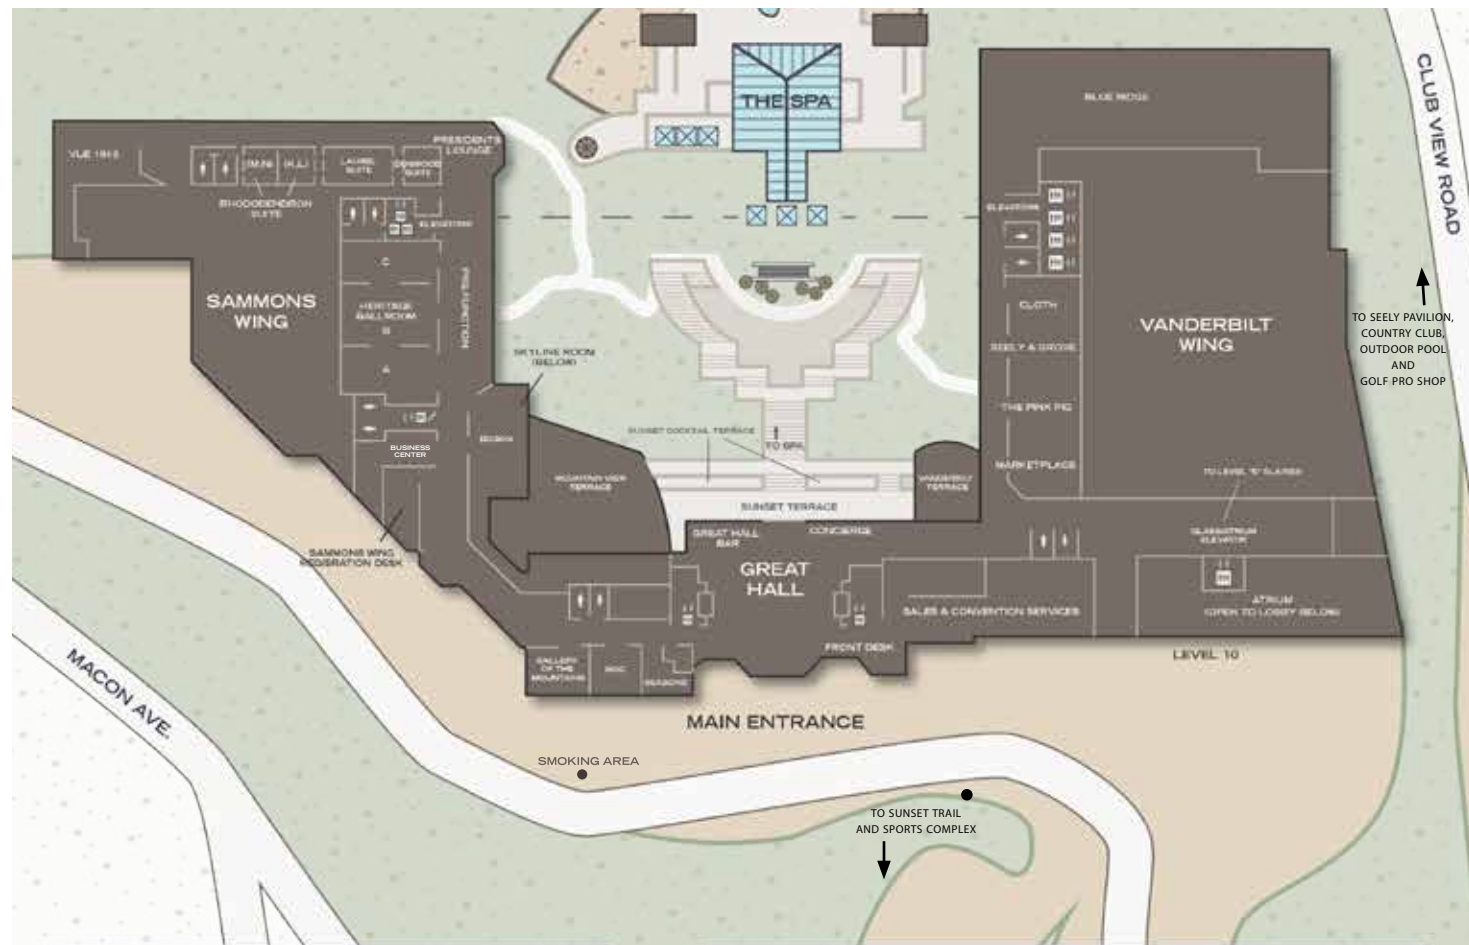 THE SPA
BLUE RIDGE
CLUB VIEW ROAD
VUE 1913
PRESIDENTS
LOUNGE
(M,N)
(K,L)
LAUREL
SUITE
DOGWOOD
SUITE
RHODODENDRON
SUITE
ELEVATORS
ELEVATORS
C
HERITAGE
BALLROOM
B
A
PREFUNCTION
SAMMONS
WING
CLOTH
SEELY & GROVE
THE PINK PIG
MARKETPLACE
VANDERBILT
WING
TO SEELY PAVILION,
COUNTRY CLUB,
OUTDOOR POOL
AND
GOLF PRO SHOP
SKYLINE ROOM
(BELOW)
SUNSET COCKTAIL TERRACE
TO SPA
EDISON
BUSINESS
CENTER
MOUNTAIN VIEW
TERRACE
VANDERBILT
TERRACE
SUNSET TERRACE
GREAT HALL
BAR
CONCIERGE
SAMMONS WING
REGISTRATION DESK
GREAT
HALL
ELEVATOR
SALES & CONVENTION SERVICES
ATRIUM
(OPEN TO LOBBY BELOW)
FRONT DESK
GALLERY
OF THE
MOUNTAINS
SEASONS
LEVEL 10
MACON AVE.
MAIN ENTRANCE
SMOKING AREA
TO SUNSET TRAIL
AND SPORTS COMPLEX